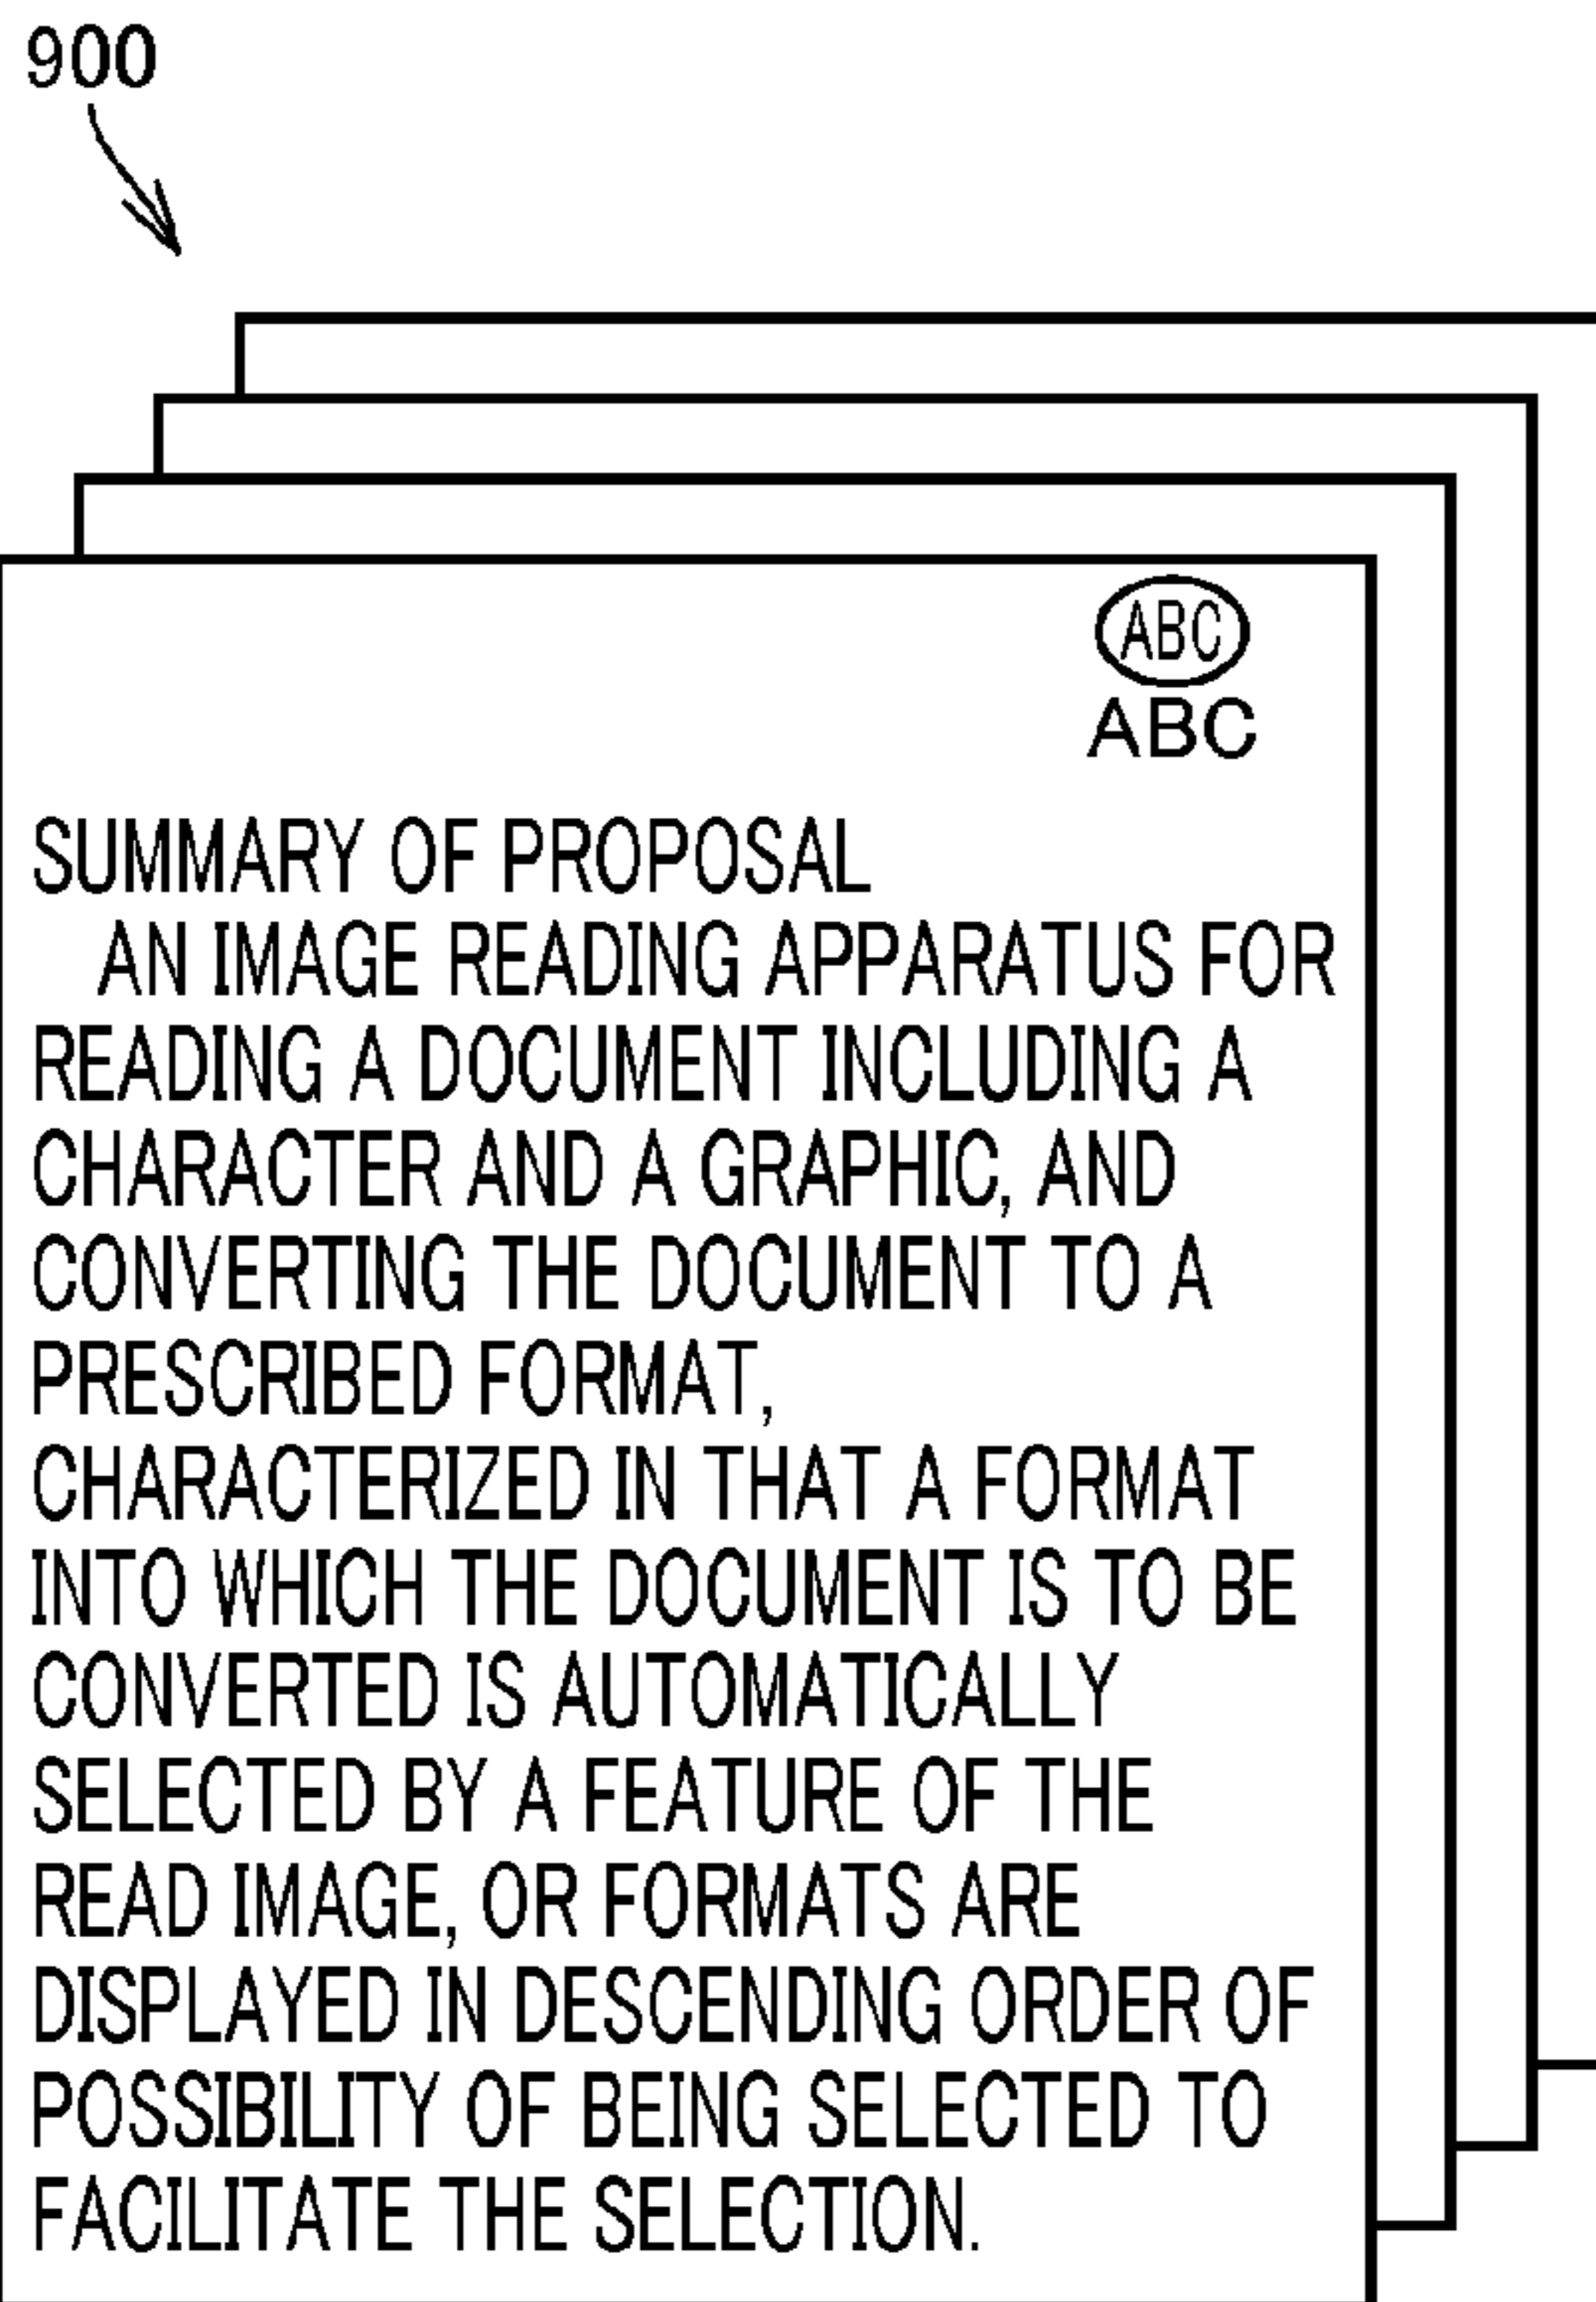 900
ABC
ABC
SUMMARY OF PROPOSAL
AN IMAGE READING APPARATUS FOR
READING A DOCUMENT INCLUDING A
CHARACTER AND A GRAPHIC, AND
CONVERTING THE DOCUMENT TO A
PRESCRIBED FORMAT,
CHARACTERIZED IN THAT A FORMAT
INTO WHICH THE DOCUMENT IS TO BE
CONVERTED IS AUTOMATICALLY
SELECTED BY A FEATURE OF THE
READ IMAGE, OR FORMATS ARE
DISPLAYED IN DESCENDING ORDER OF
POSSIBILITY OF BEING SELECTED TO
FACILITATE THE SELECTION.